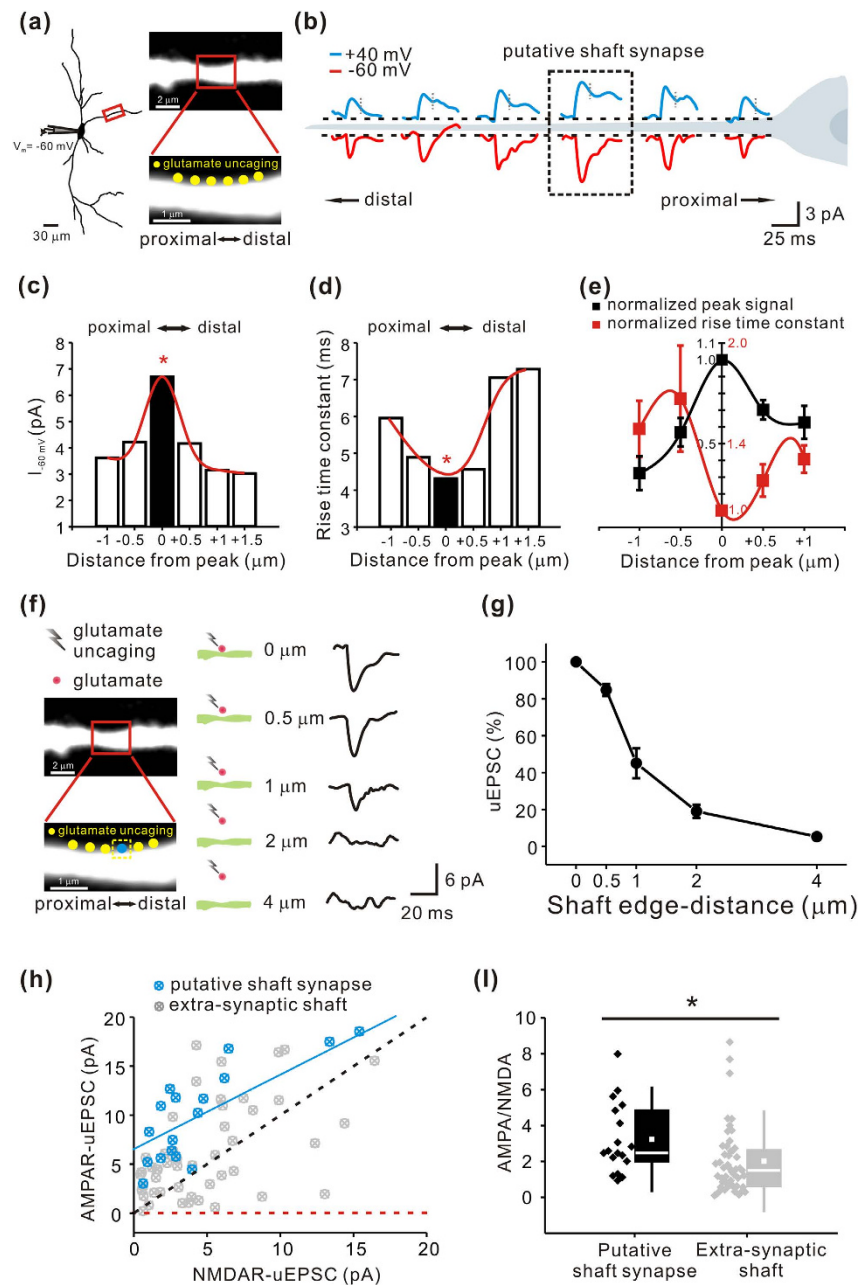 (a)
2 μm
Vm= -60 mV
glutamate uncaging
30 μm
1 μm
proximal distal
(b)
+40 mV
-60 mV
putative shaft synapse
distal
proximal
3 pA
25 ms
(c)
poximal distal
*
8
7
6
5
4
3
2
1
I-60 mV (pA)
-1 -0.5 0 +0.5 +1 +1.5
Distance from peak (μm)
(d)
poximal distal
*
8
7
6
5
4
3
Rise time constant (ms)
-1 -0.5 0 +0.5 +1 +1.5
Distance from peak (μm)
(e)
normalized peak signal
normalized rise time constant
1.1 2.0
1.0
0.5 1.4
1.0
-1 -0.5 0 +0.5 +1
Distance from peak (μm)
(f)
glutamate
uncaging
glutamate
2 μm
glutamate uncaging
1 μm
proximal distal
0 μm
0.5 μm
1 μm
2 μm
4 μm
6 pA
20 ms
(g)
100
80
60
40
20
0
uEPSC (%)
0 0.5 1 2 4
Shaft edge-distance (μm)
(h)
putative shaft synapse
extra-synaptic shaft
20
15
10
5
0
AMPAR-uEPSC (pA)
0 5 10 15 20
NMDAR-uEPSC (pA)
(I)
*
10
8
6
4
2
0
AMPA/NMDA
Putative
shaft synapse
Extra-synaptic
shaft